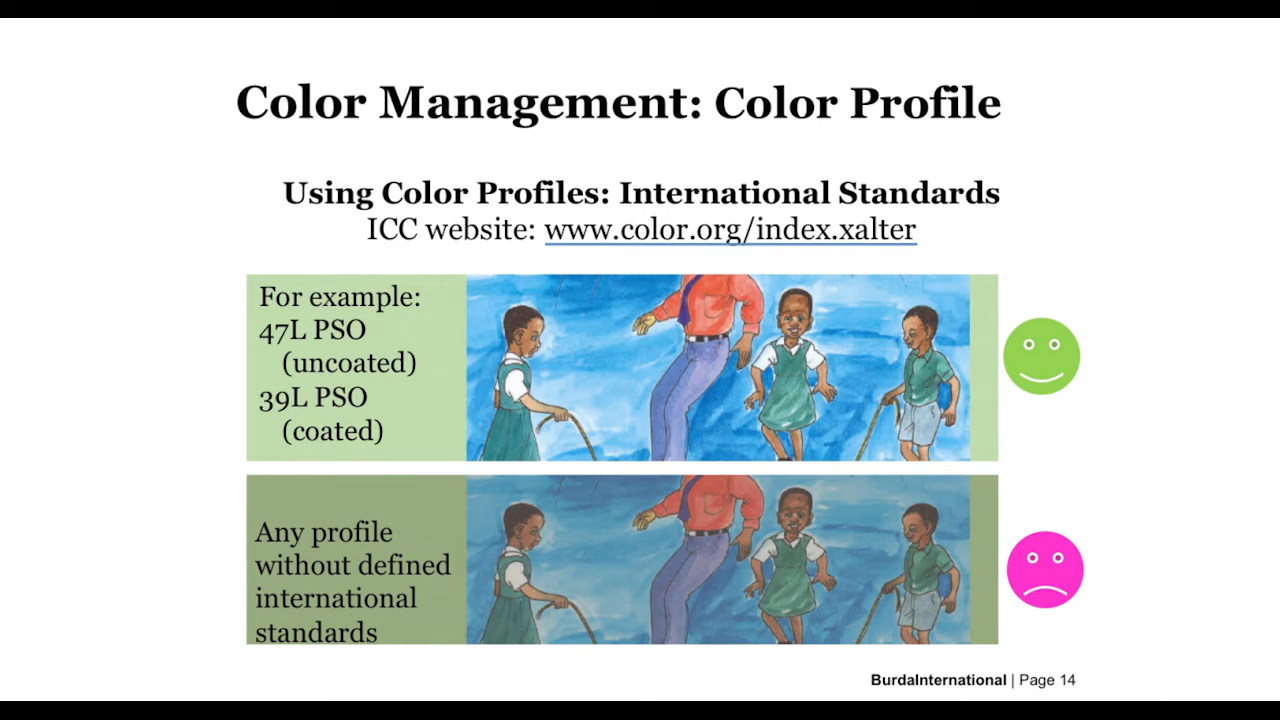 Color Management: Color Profile
Using Color Profiles: International Standards
ICC website: www.color.org/index.xalter
For example:
47L PSO
(uncoated)
39L PSO
(coated)
Any profile
without defined
international
standards
BurdaInternational | Page 14